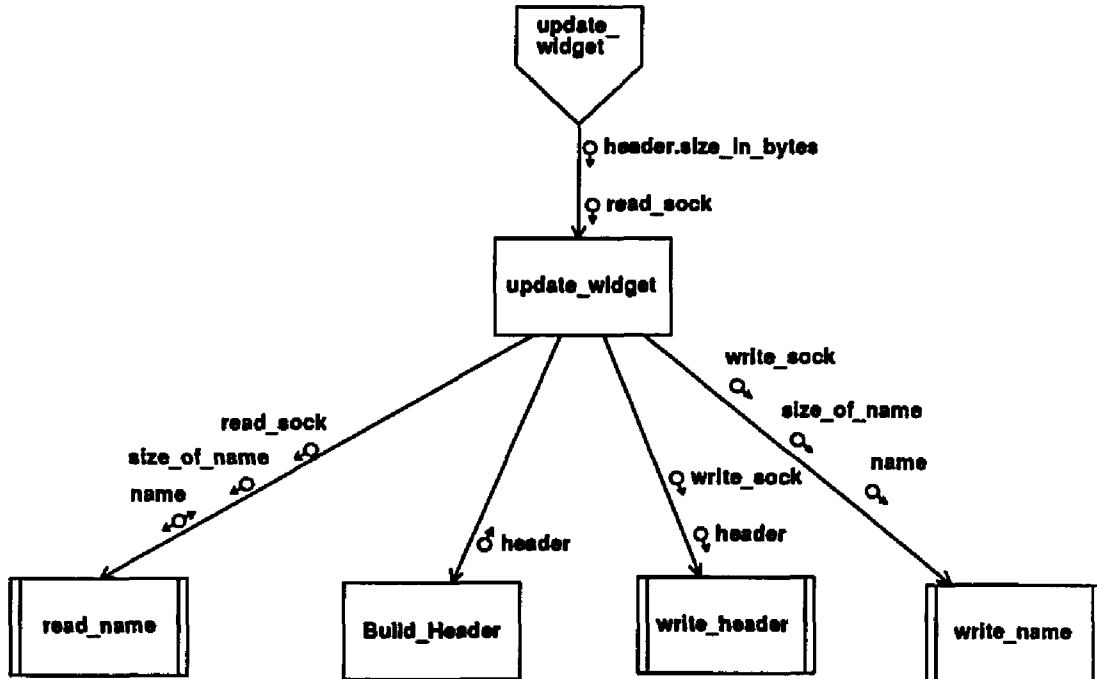 update_
widget
header.size_in_bytes
read_sock
update_widget
write_sock
size_of_name
name
read_sock
size_of_name
name
write_sock
header
header
read_name
Build_Header
write_header
write_name